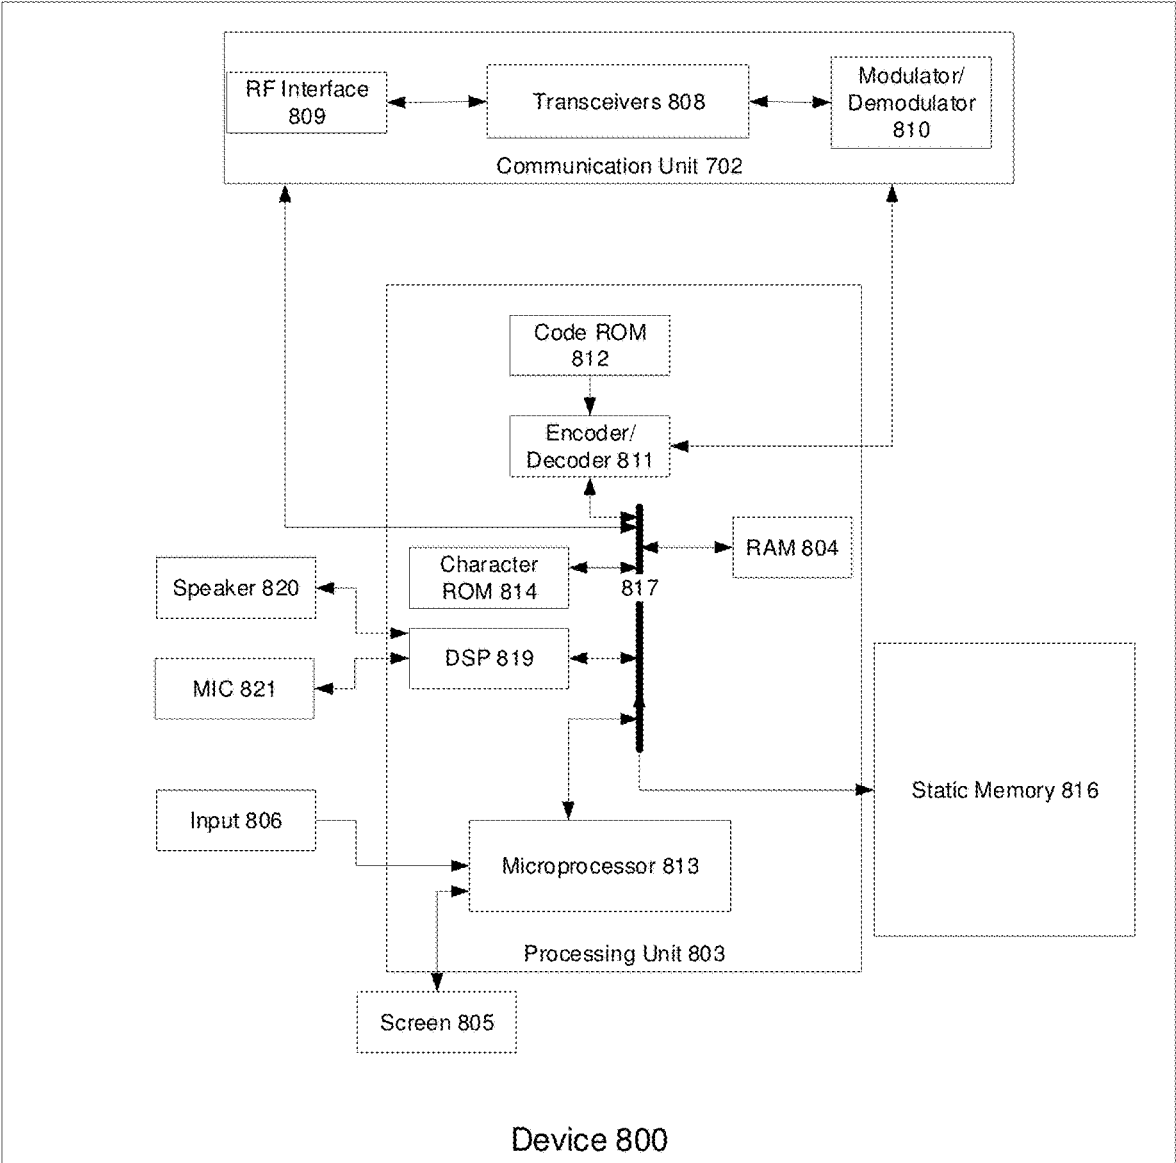 RF Interface
809
Transceivers 808
Modulator/
Demodulator
810
Communication Unit 702
Code ROM
812
Encoder/
Decoder 811
RAM 804
Character
ROM 814
817
Speaker 820
DSP 819
MIC 821
Static Memory 816
Input 806
Microprocessor 813
Processing Unit 803
Screen 805
Device 800